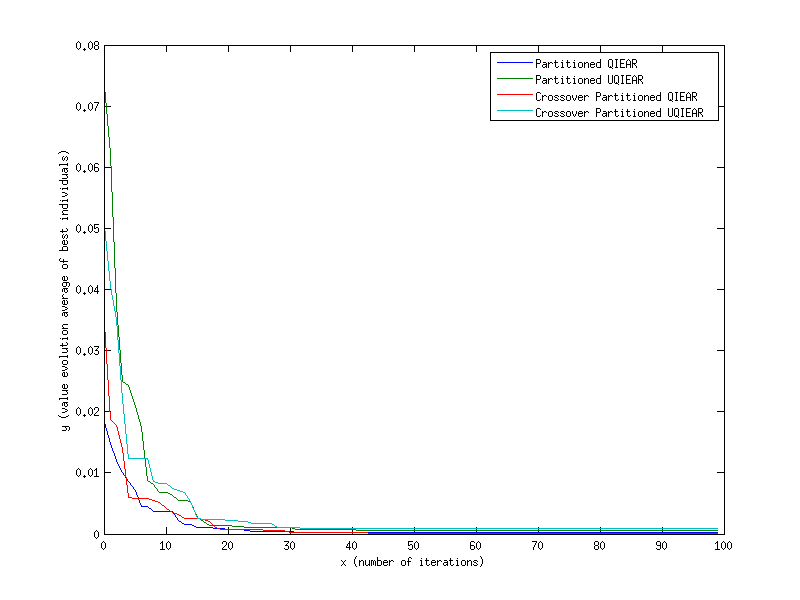 0.08
0.07
0.06
0.05
0.04
0.03
0.02
0.01
0
y (value evolution average of best individuals)
Partitioned QIEAR
Partitioned UQIEAR
Crossover Partitioned QIEAR
Crossover Partitioned UQIEAR
0 10 20 30 40 50 60 70 80 90 100
x (number of iterations)